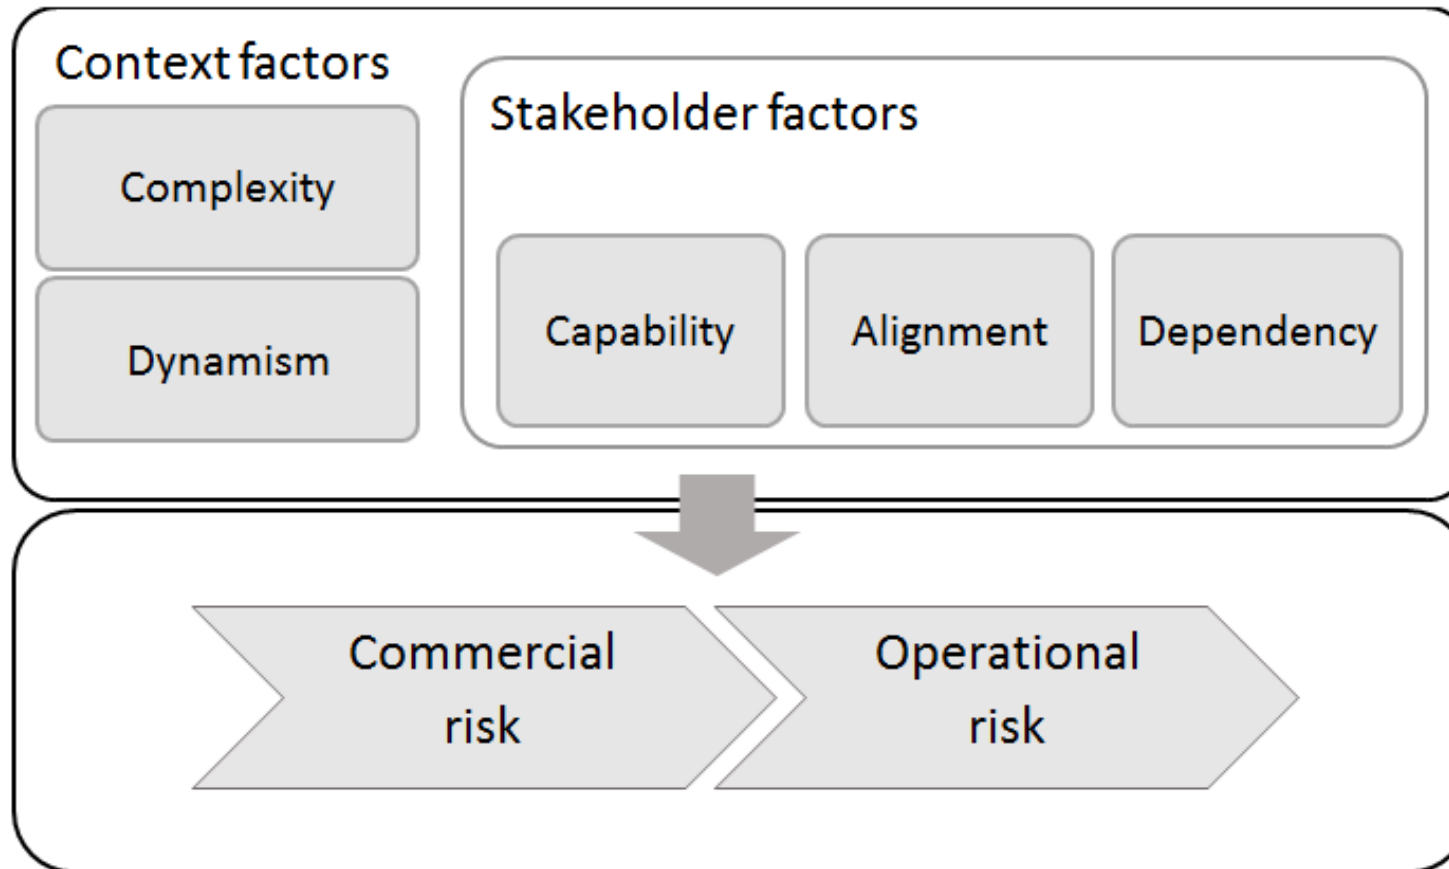 Context factors
Complexity
Dynamism
Stakeholder factors
Capability
Alignment
Dependency
Commercial
risk
Operational
risk